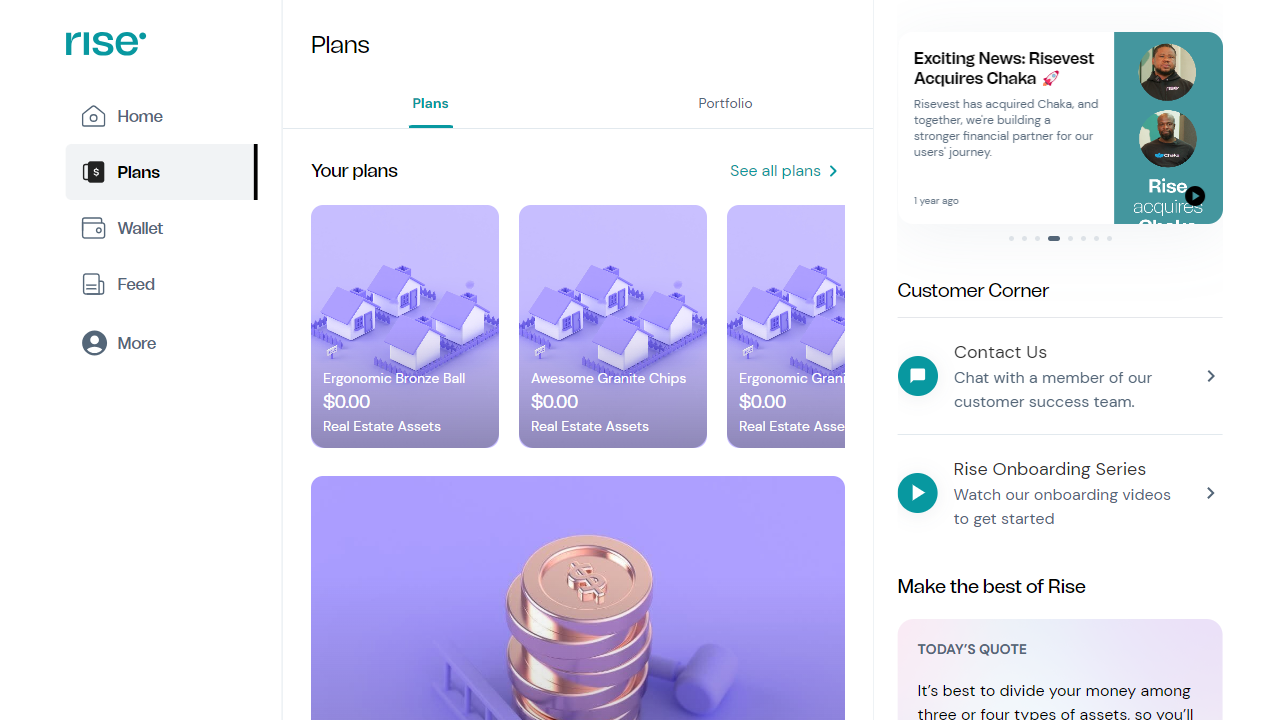 rise
Home
Plans
Wallet
Feed
More
Plans
Plans
Portfolio
Your plans
See all plans
Ergonomic Bronze Ball
$0.00
Real Estate Assets
Awesome Granite Chips
$0.00
Real Estate Assets
Ergonomic Grani
$0.00
Real Estate Asse
Exciting News: Risevest
Acquires Chaka 🚀
Risevest has acquired Chaka, and
together, we're building a
stronger financial partner for our
users' journey.
1 year ago
Rise
acquires
Chaka
Customer Corner
Contact Us
Chat with a member of our
customer success team.
Rise Onboarding Series
Watch our onboarding videos
to get started
Make the best of Rise
TODAY’S QUOTE
It’s best to divide your money among
three or four types of assets, so you’ll